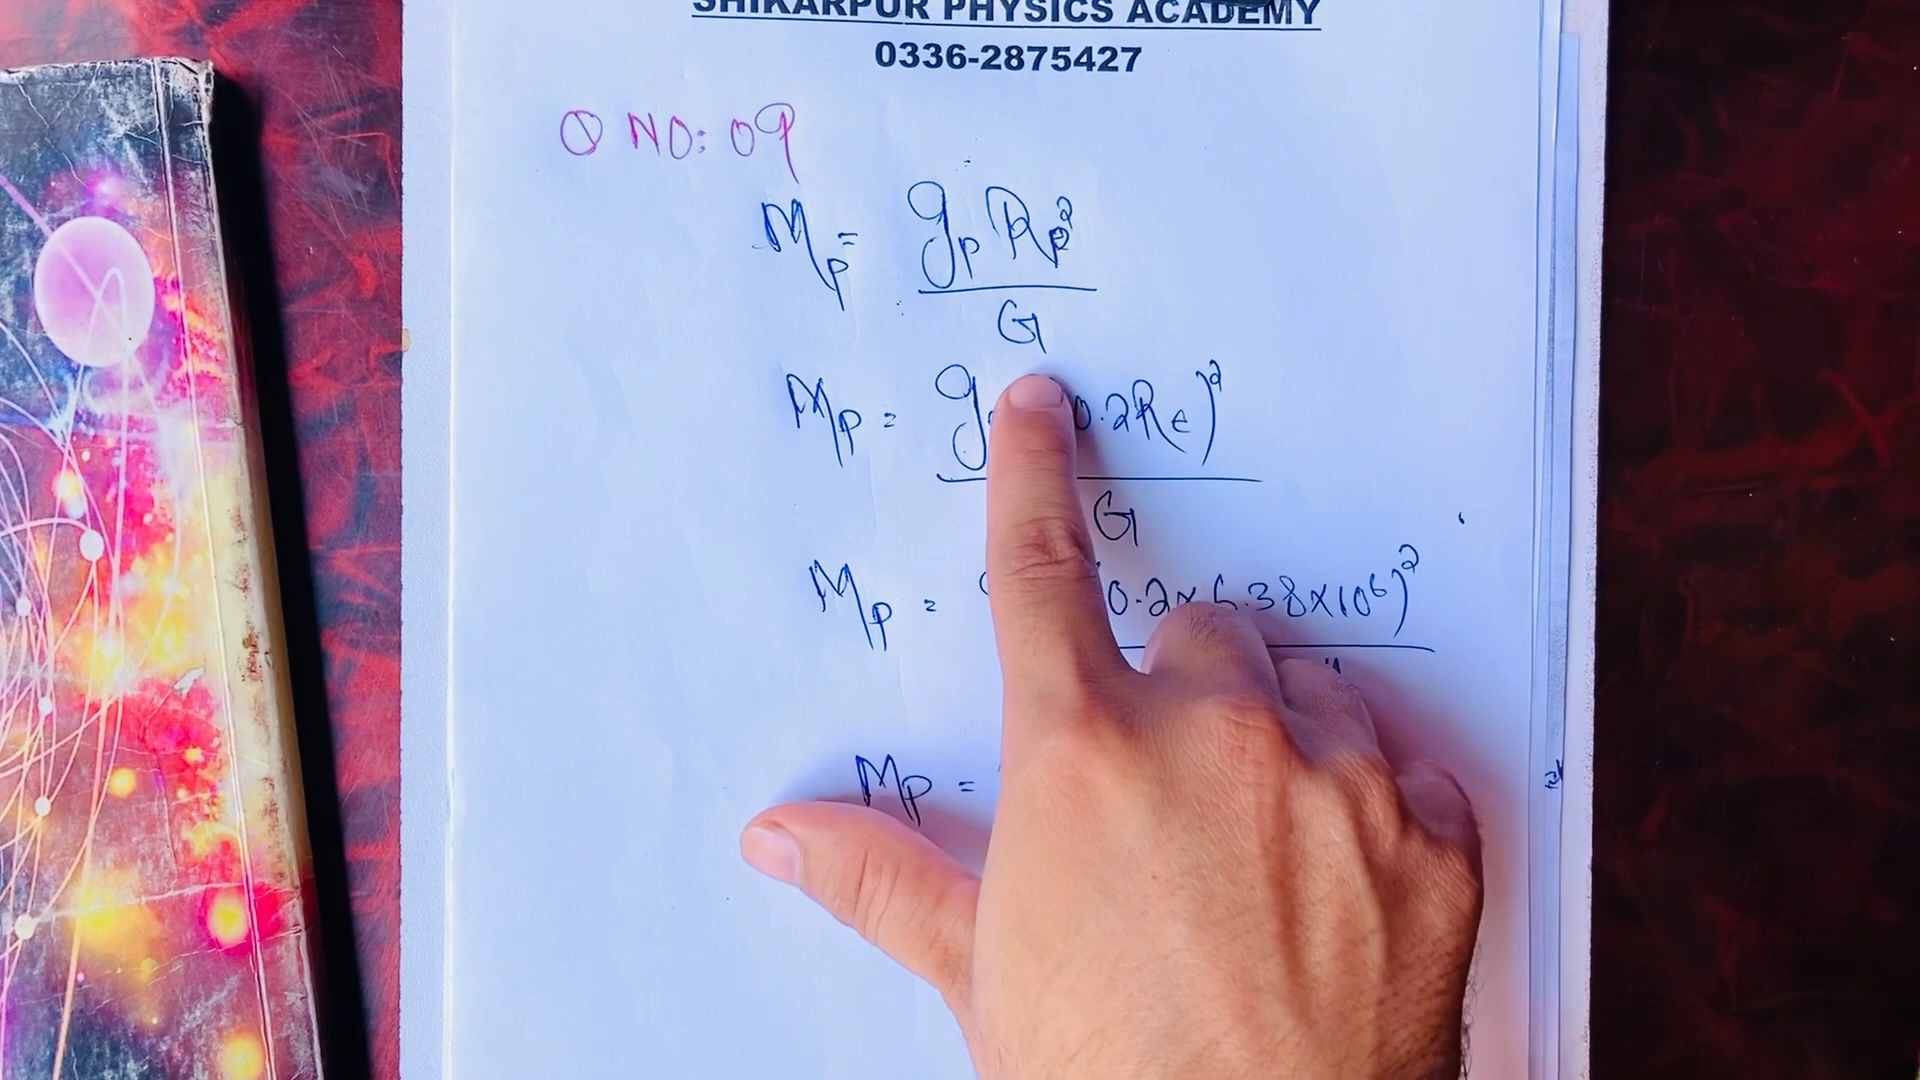 SHIKARPUR PHYSICS ACADEMY
0336-2875427
Q NO: 09
Mp = gp Rp²
G
Mp = g 0.2Re)²
G
Mp = 0.2×6.38×10⁶)²
Mp =